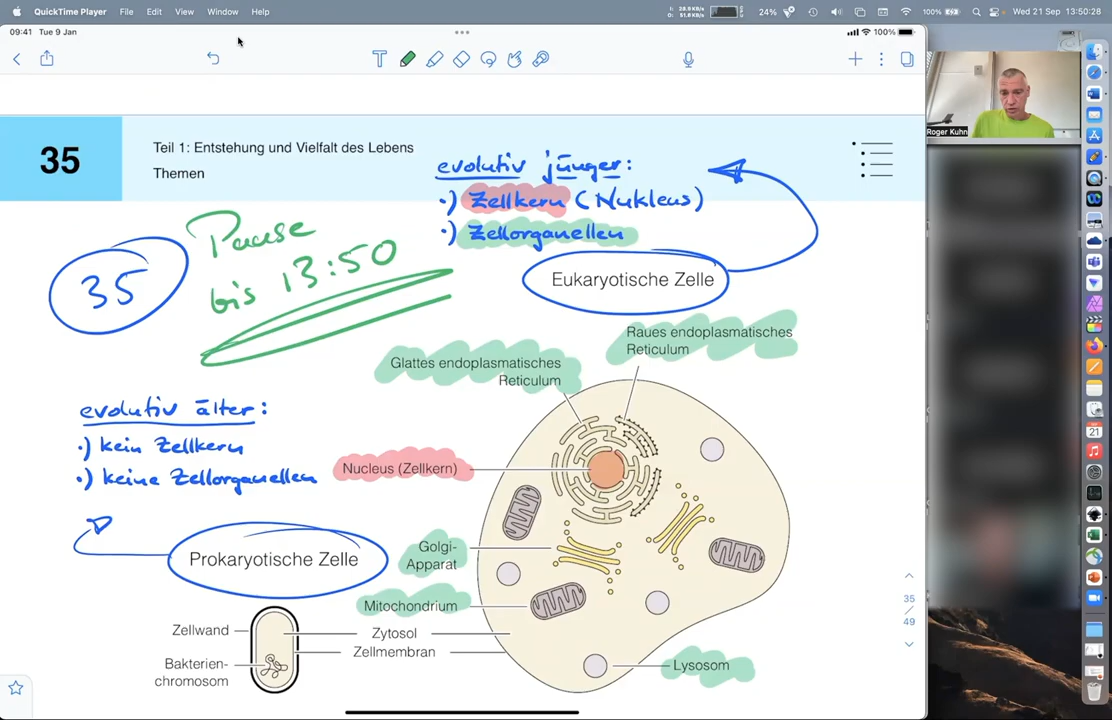 QuickTime Player File Edit View Window Help
24% 100% Wed 21 Sep 13:50:28
09:41 Tue 9 Jan
100%
35
Teil 1: Entstehung und Vielfalt des Lebens
Themen
evolutiv jünger:
·) Zellkern (Nukleus)
·) Zellorganellen
Roger Kuhn
Pause
bis 13:50
35
Eukaryotische Zelle
Raues endoplasmatisches
Reticulum
Glattes endoplasmatisches
Reticulum
evolutiv älter:
·) kein Zellkern
·) keine Zellorganellen
Nucleus (Zellkern)
Prokaryotische Zelle
Golgi-
Apparat
Mitochondrium
Zellwand
Zytosol
Zellmembran
Bakterien-
chromosom
Lysosom
35
/
49